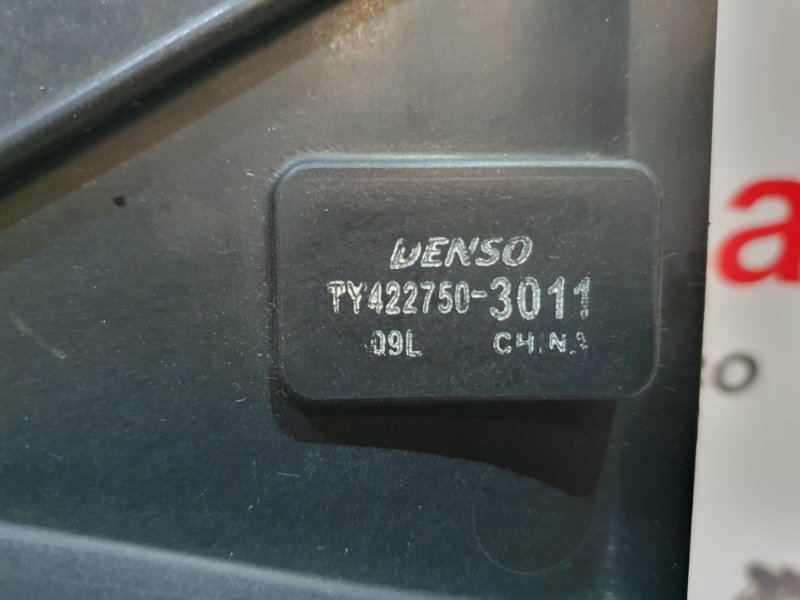 DENSO
TY422750-3011
09L CHINA
a
o